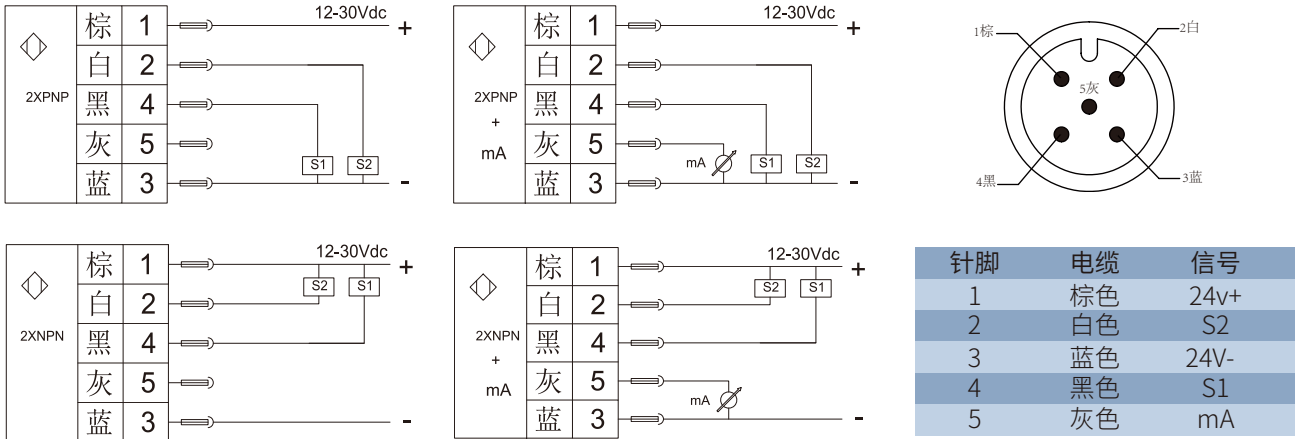 棕 1 12-30Vdc +
白 2
2XPNP
黑 4
灰 5
S1 S2
蓝 3 -
棕 1 12-30Vdc +
白 2
2XPNP
+
mA
黑 4
灰 5
mA S1 S2
蓝 3 -
1棕 2白
5灰
4黑 3蓝
棕 1 12-30Vdc +
S2 S1
白 2
2XNPN
黑 4
灰 5
蓝 3 -
棕 1 12-30Vdc +
S2 S1
白 2
2XNPN
+
mA
黑 4
灰 5
mA
蓝 3 -
针脚 电缆 信号
1 棕色 24v+
2 白色 S2
3 蓝色 24V-
4 黑色 S1
5 灰色 mA